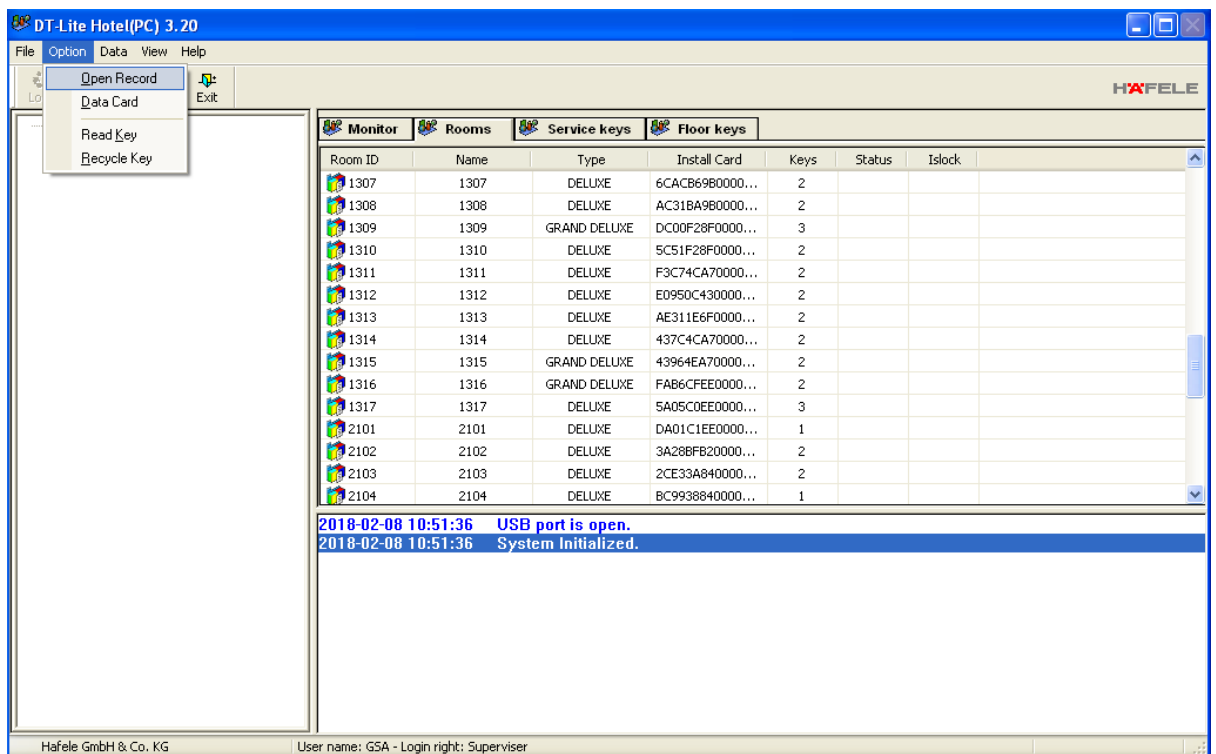 DT-Lite Hotel(PC) 3.20
File Option Data View Help
Open Record
Data Card
Read Key
Recycle Key
Lo
Exit
HÄFELE
Monitor Rooms Service keys Floor keys
Room ID Name Type Install Card Keys Status Islock
1307 1307 DELUXE 6CACB69B0000... 2
1308 1308 DELUXE AC31BA9B0000... 2
1309 1309 GRAND DELUXE DC00F28F0000... 3
1310 1310 DELUXE 5C51F28F0000... 2
1311 1311 DELUXE F3C74CA70000... 2
1312 1312 DELUXE E0950C430000... 2
1313 1313 DELUXE AE311E6F0000... 2
1314 1314 DELUXE 437C4CA70000... 2
1315 1315 GRAND DELUXE 43964EA70000... 2
1316 1316 GRAND DELUXE FAB6CFEE0000... 2
1317 1317 DELUXE 5A05C0EE0000... 3
2101 2101 DELUXE DA01C1EE0000... 1
2102 2102 DELUXE 3A28BFB20000... 2
2103 2103 DELUXE 2CE33A840000... 2
2104 2104 DELUXE BC9938840000... 1
2018-02-08 10:51:36 USB port is open.
2018-02-08 10:51:36 System Initialized.
Hafele GmbH & Co. KG User name: GSA - Login right: Superviser